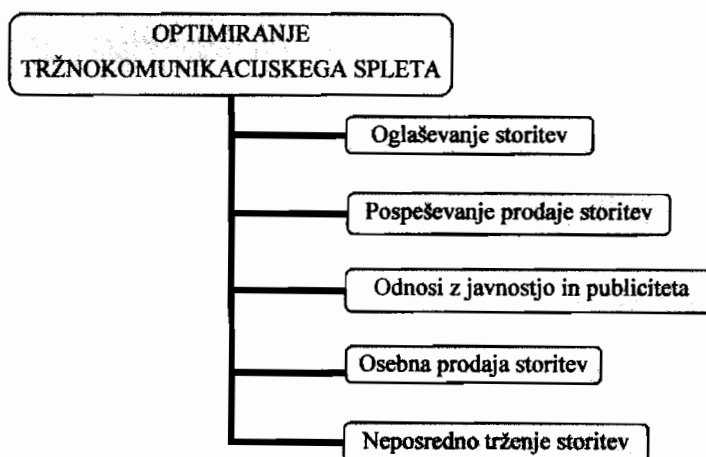 OPTIMIRANJE
TRŽNOKOMUNIKACIJSKEGA SPLETA
Oglaševanje storitev
Pospeševanje prodaje storitev
Odnosi z javnostjo in publiciteta
Osebna prodaja storitev
Neposredno trženje storitev